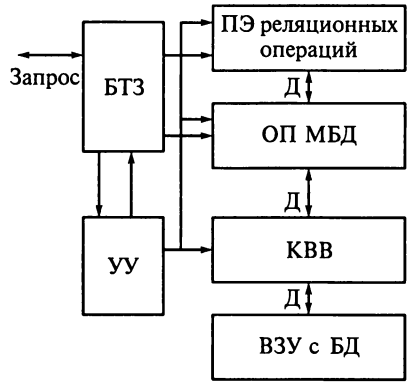 ПЭ реляционных
операций
Запрос
БТЗ
Д
ОП МБД
Д
УУ
КВВ
Д
ВЗУ с БД